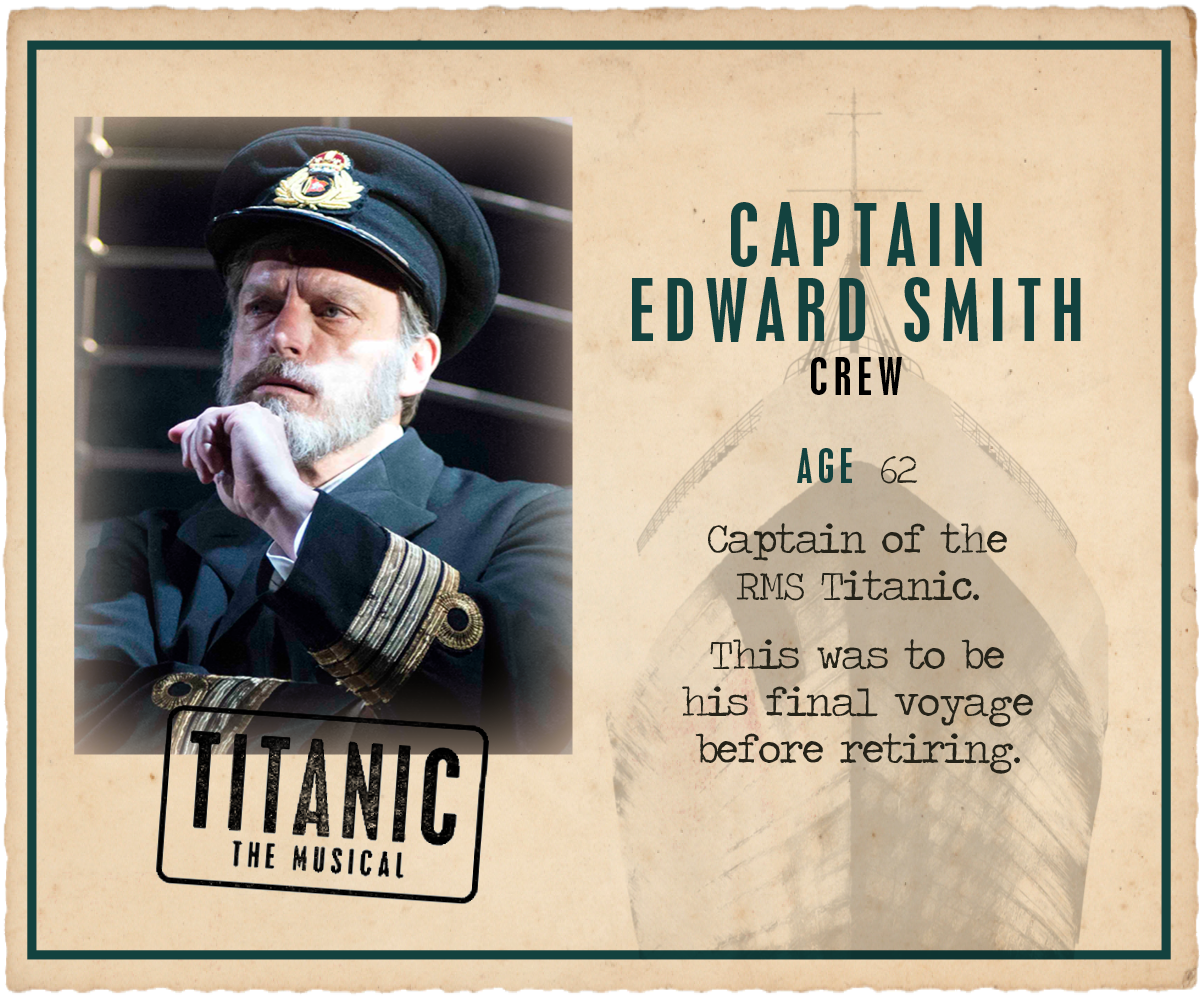 CAPTAIN
EDWARD SMITH
CREW
AGE 62
Captain of the
RMS Titanic.
This was to be
his final voyage
before retiring.
TITANIC
THE MUSICAL